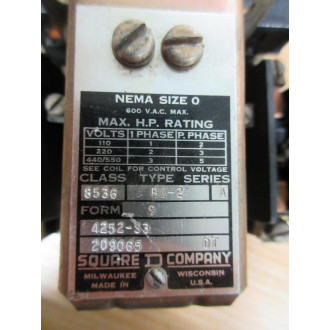 NEMA SIZE 0
600 V.A.C. MAX.
MAX. H.P. RATING
VOLTS 1 PHASE P. PHASE
110 1 2
220 2 3
440/550 3 5
SEE COIL FOR CONTROL VOLTAGE
CLASS TYPE SERIES
8536 A
FORM
4252-S3
209065
SQUARE D COMPANY
MILWAUKEE WISCONSIN
MADE IN U.S.A.